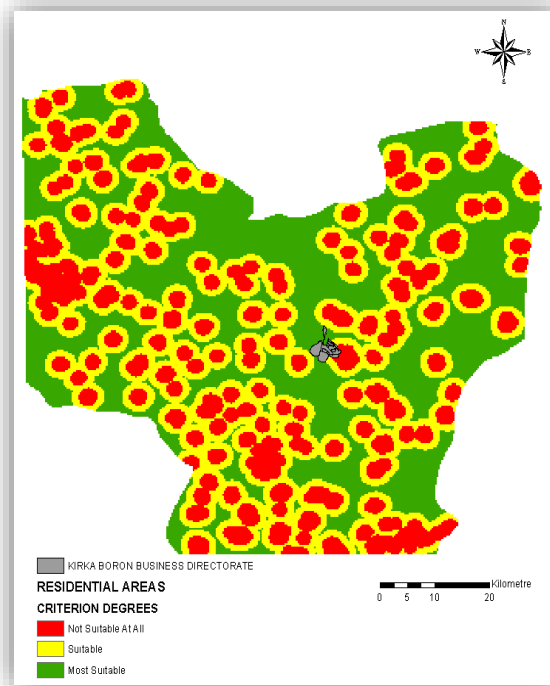 N
W E
S
KIRKA BORON BUSINESS DIRECTORATE
RESIDENTIAL AREAS
CRITERION DEGREES
Not Suitable At All
Suitable
Most Suitable
Kilometre
0 5 10 20